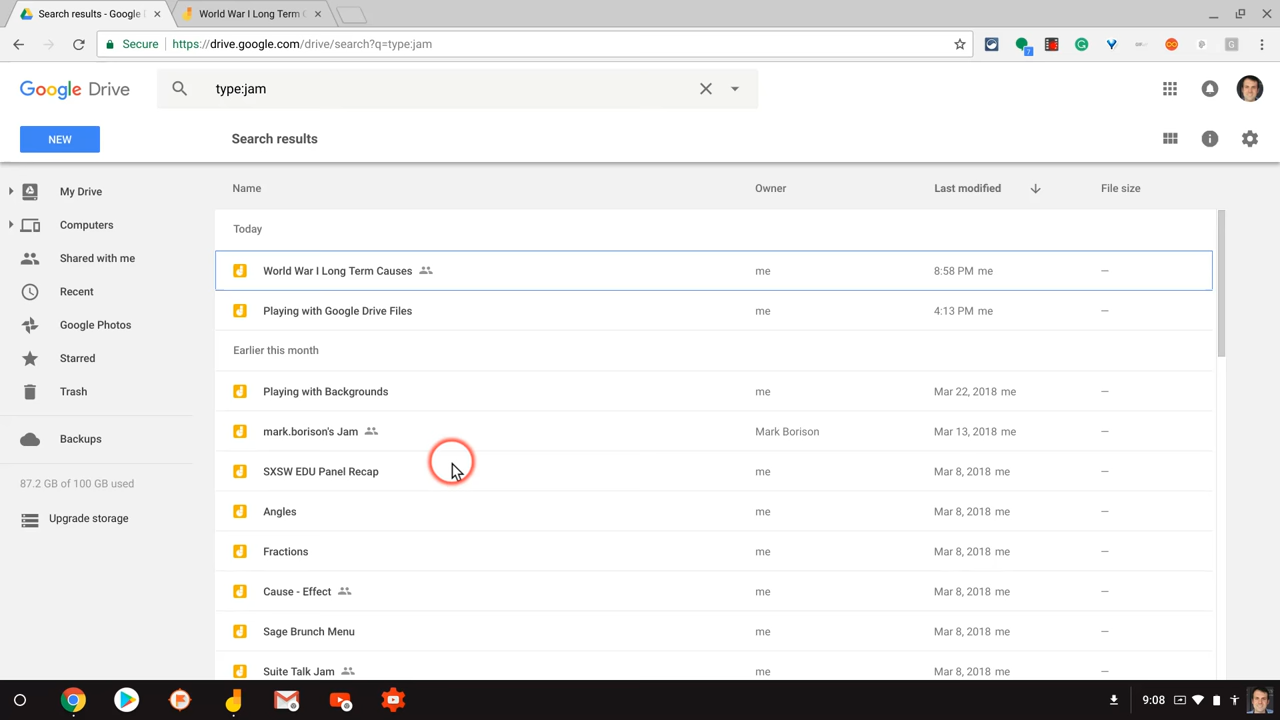 Search results - Google D
World War I Long Term C
Secure https://drive.google.com/drive/search?q=type:jam
7
G
Google Drive
type:jam
NEW
Search results
My Drive
Computers
Shared with me
Recent
Google Photos
Starred
Trash
Backups
87.2 GB of 100 GB used
Upgrade storage
Name Owner Last modified File size
Today
World War I Long Term Causes me 8:58 PM me —
Playing with Google Drive Files me 4:13 PM me —
Earlier this month
Playing with Backgrounds me Mar 22, 2018 me —
mark.borison's Jam Mark Borison Mar 13, 2018 me —
SXSW EDU Panel Recap me Mar 8, 2018 me —
Angles me Mar 8, 2018 me —
Fractions me Mar 8, 2018 me —
Cause - Effect me Mar 8, 2018 me —
Sage Brunch Menu me Mar 8, 2018 me —
Suite Talk Jam me Mar 8, 2018 me —
9:08